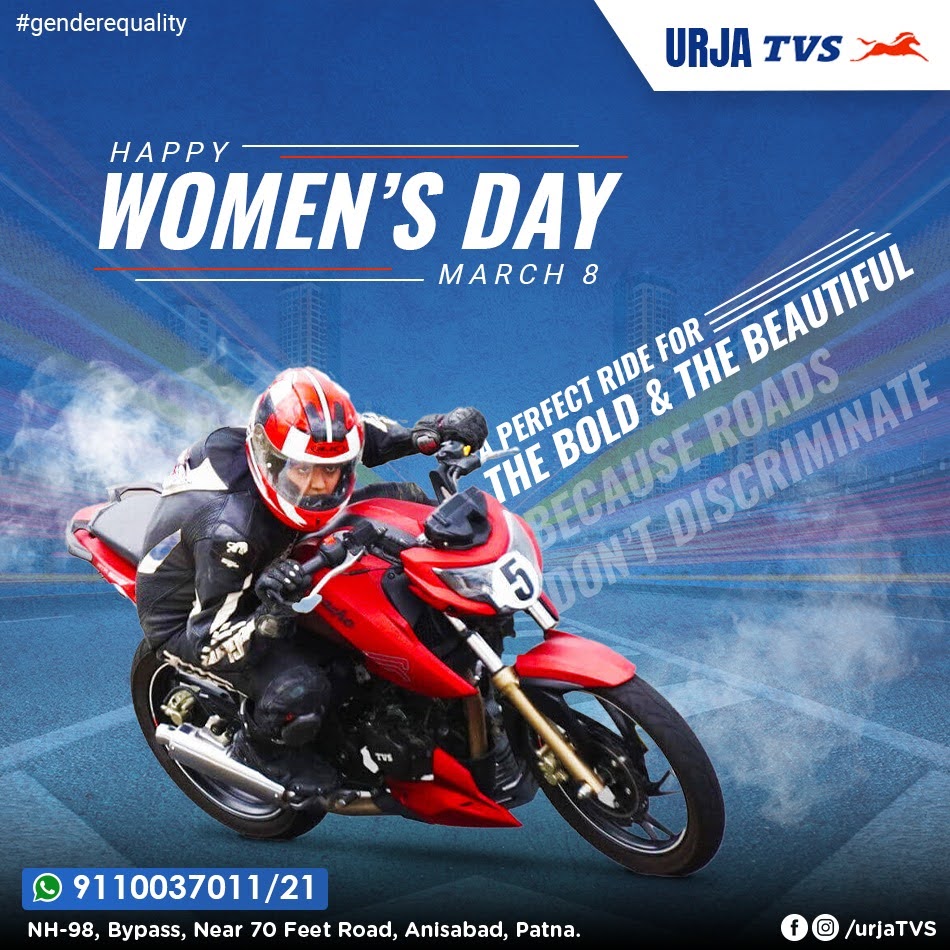 #genderequality
URJA TVS
HAPPY
WOMEN'S DAY
MARCH 8
A PERFECT RIDE FOR
THE BOLD & THE BEAUTIFUL
BECAUSE ROADS
DON'T DISCRIMINATE
5
TVS
9110037011/21
NH-98, Bypass, Near 70 Feet Road, Anisabad, Patna.
/urjaTVS